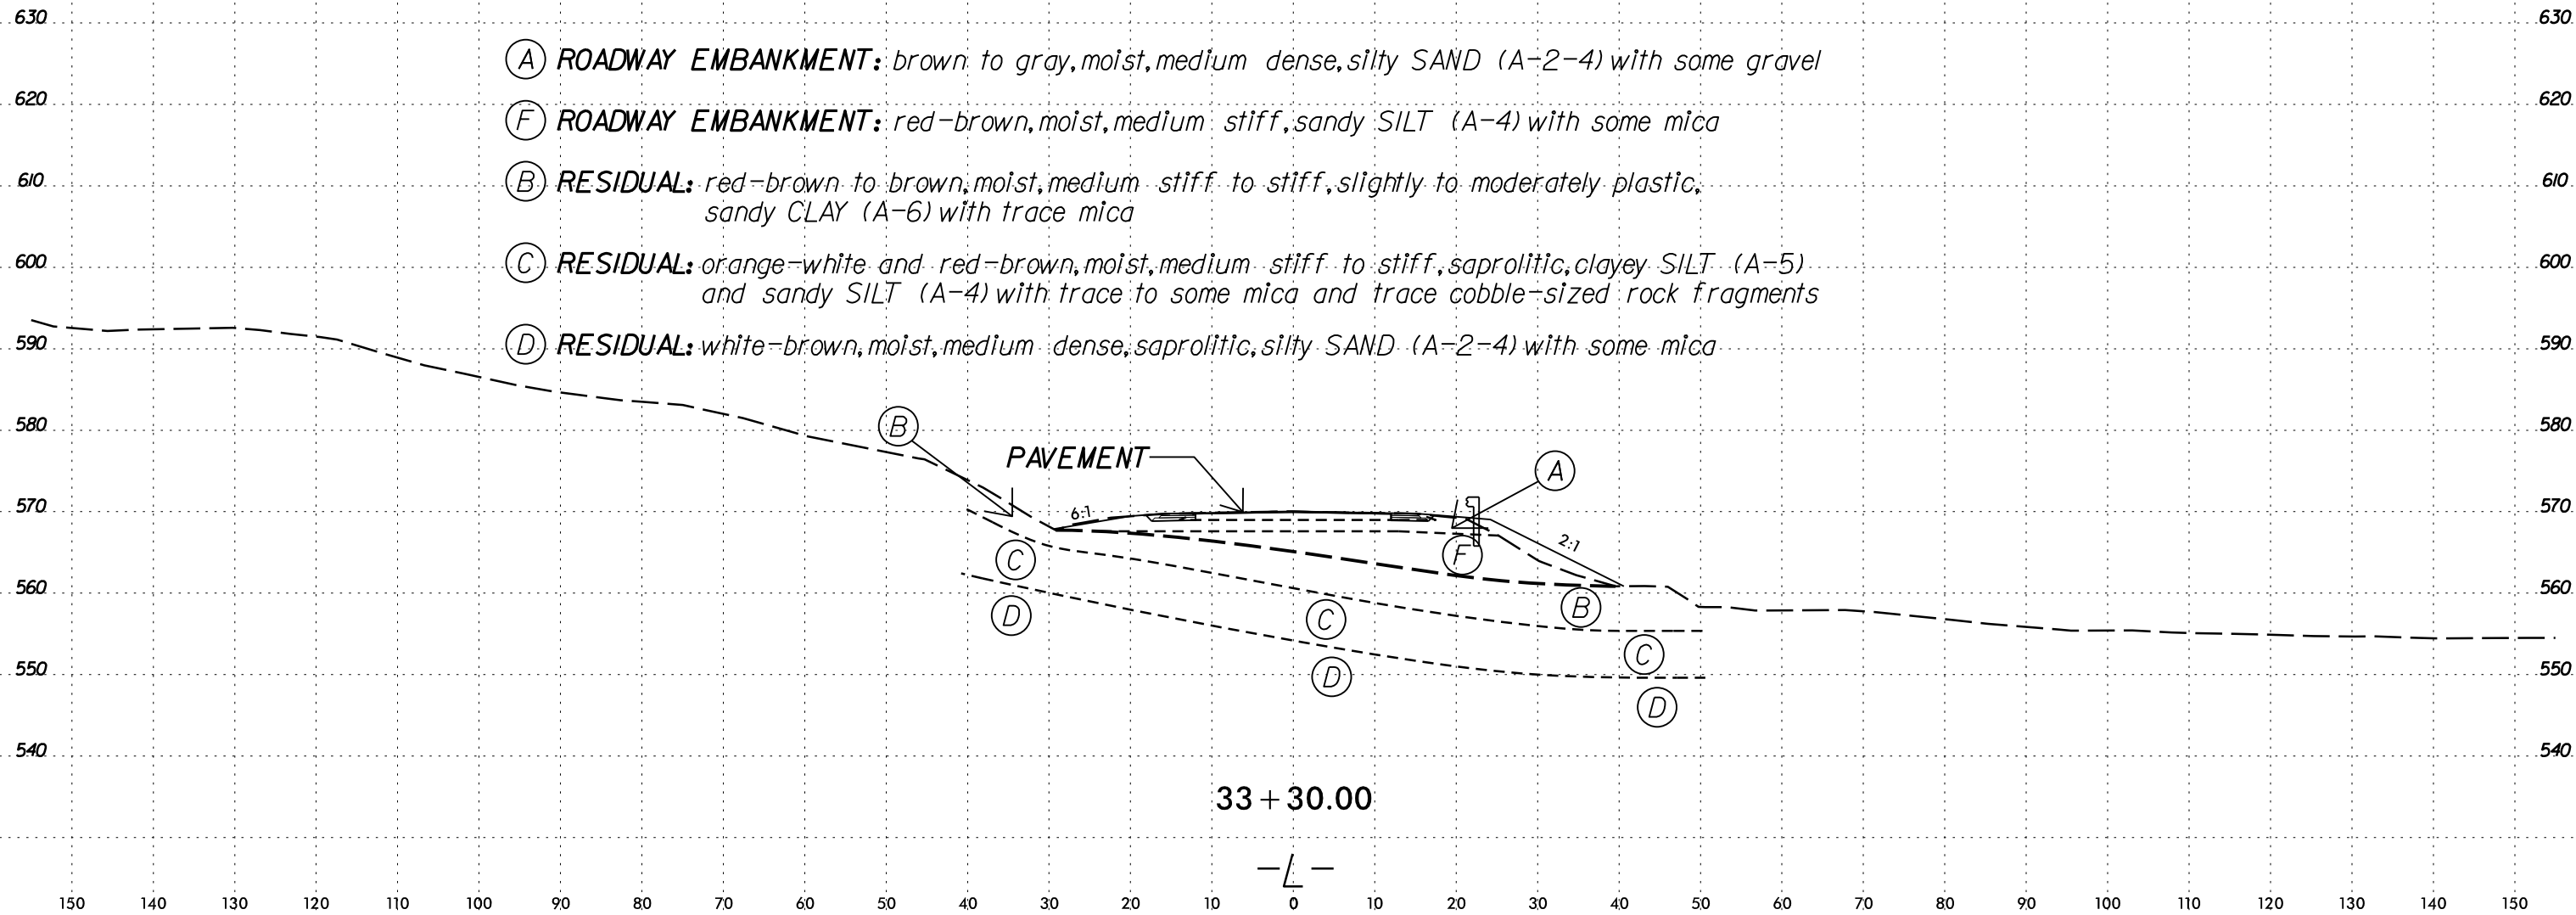 630 630
Ⓐ ROADWAY EMBANKMENT: brown to gray, moist, medium dense, silty SAND (A-2-4) with some gravel
620 620
Ⓕ ROADWAY EMBANKMENT: red-brown, moist, medium stiff, sandy SILT (A-4) with some mica
610 610
Ⓑ RESIDUAL: red-brown to brown, moist, medium stiff to stiff, slightly to moderately plastic,
sandy CLAY (A-6) with trace mica
600 600
Ⓒ RESIDUAL: orange-white and red-brown, moist, medium stiff to stiff, saprolitic, clayey SILT (A-5)
and sandy SILT (A-4) with trace to some mica and trace cobble-sized rock fragments
590 590
Ⓓ RESIDUAL: white-brown, moist, medium dense, saprolitic, silty SAND (A-2-4) with some mica
580 580
B
PAVEMENT
A
570 570
6:1
2:1
C
F
560 560
D
C
B
550 550
D
C
D
540 540
33+30.00
-L-
150 140 130 120 110 100 90 80 70 60 50 40 30 20 10 0 10 20 30 40 50 60 70 80 90 100 110 120 130 140 150